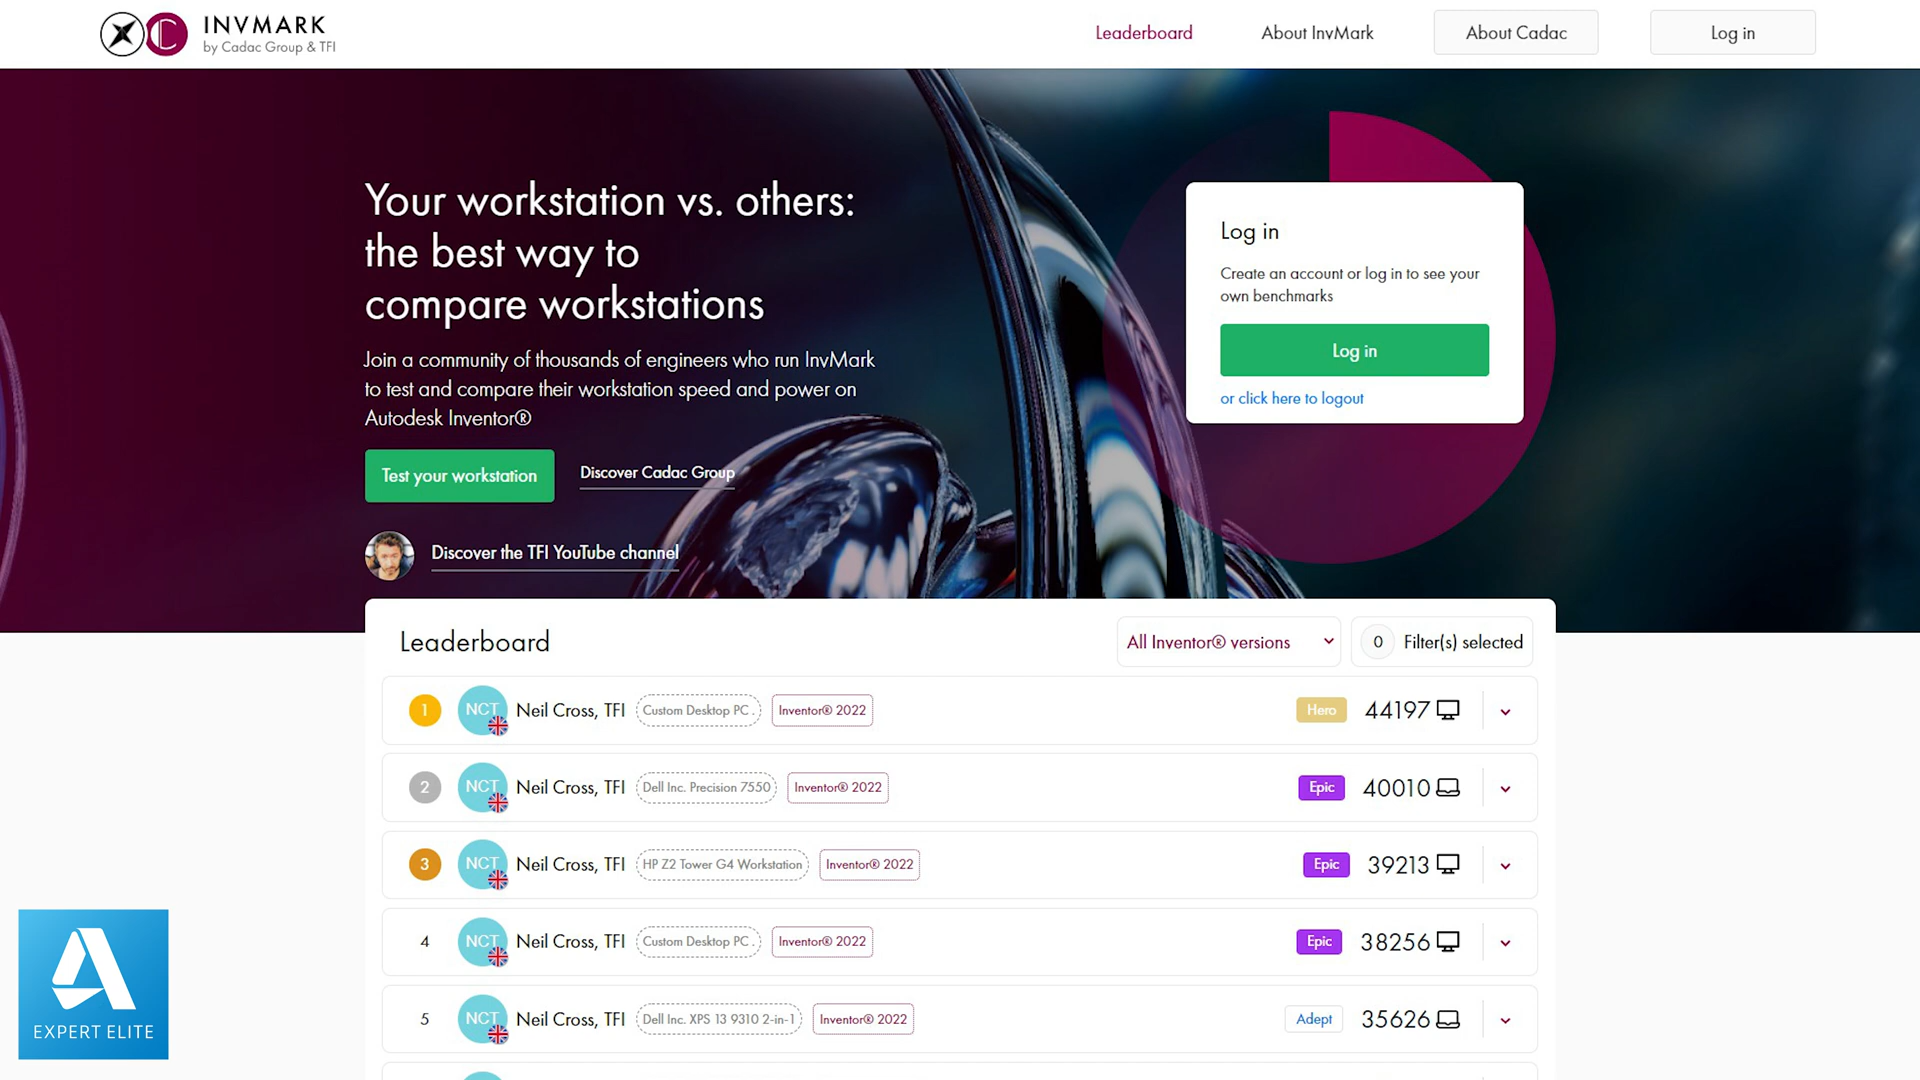 INVMARK
by Cadac Group & TFI
Leaderboard
About InvMark
About Cadac
Log in
Your workstation vs. others:
the best way to
compare workstations
Join a community of thousands of engineers who run InvMark
to test and compare their workstation speed and power on
Autodesk Inventor®
Test your workstation
Discover Cadac Group
Discover the TFI YouTube channel
Log in
Create an account or log in to see your
own benchmarks
Log in
or click here to logout
Leaderboard
All Inventor® versions
0 Filter(s) selected
1 NCT Neil Cross, TFI Custom Desktop PC . Inventor® 2022 Hero 44197
2 NCT Neil Cross, TFI Dell Inc. Precision 7550 Inventor® 2022 Epic 40010
3 NCT Neil Cross, TFI HP Z2 Tower G4 Workstation Inventor® 2022 Epic 39213
4 NCT Neil Cross, TFI Custom Desktop PC . Inventor® 2022 Epic 38256
5 NCT Neil Cross, TFI Dell Inc. XPS 13 9310 2-in-1 Inventor® 2022 Adept 35626
EXPERT ELITE